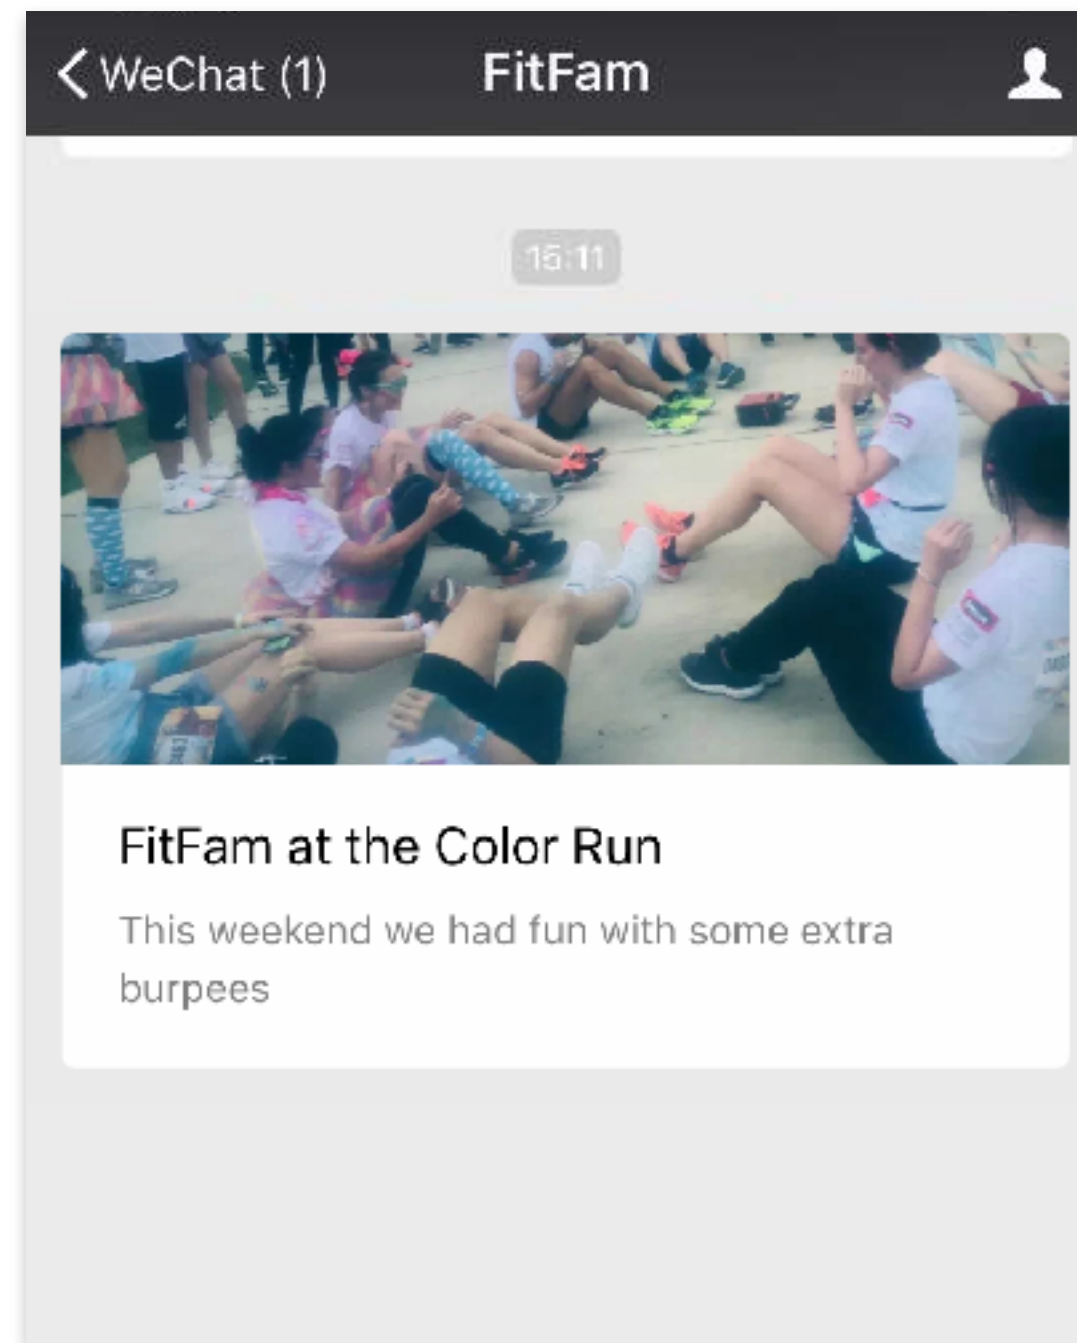 WeChat (1)
FitFam
15:11
FitFam at the Color Run
This weekend we had fun with some extra
burpees